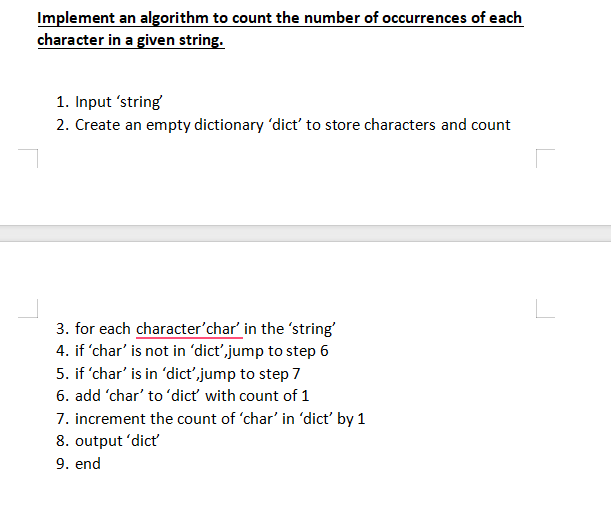 Implement an algorithm to count the number of occurrences of each
character in a given string.
1. Input ‘string’
2. Create an empty dictionary ‘dict’ to store characters and count
3. for each character’char’ in the ‘string’
4. if ‘char’ is not in ‘dict’,jump to step 6
5. if ‘char’ is in ‘dict’,jump to step 7
6. add ‘char’ to ‘dict’ with count of 1
7. increment the count of ‘char’ in ‘dict’ by 1
8. output ‘dict’
9. end